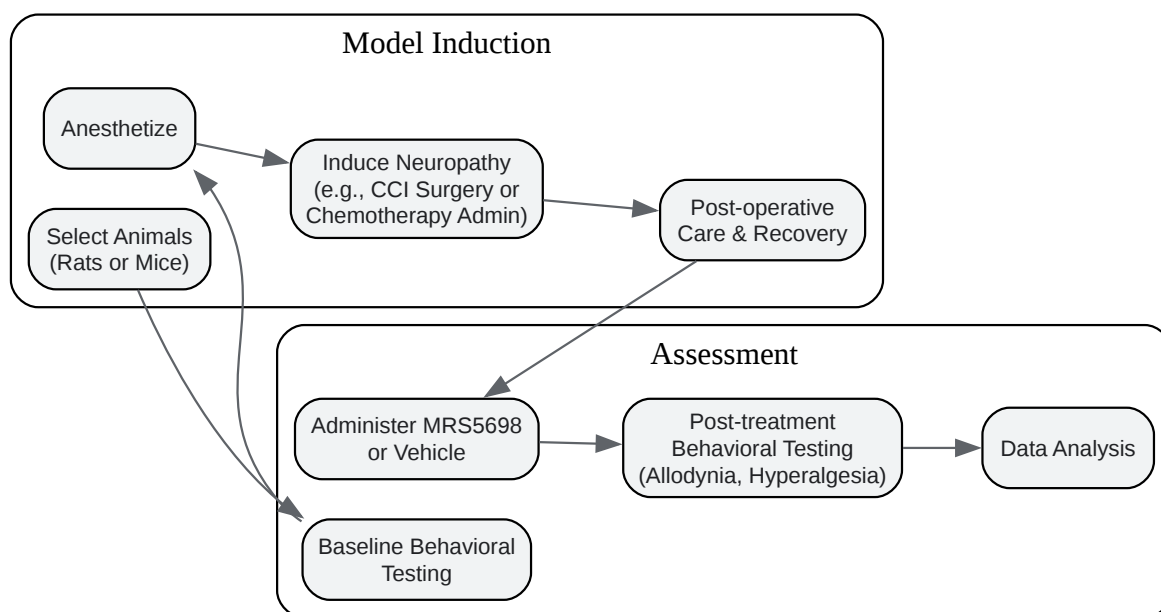 Model Induction
Anesthetize
Induce Neuropathy
(e.g., CCI Surgery or
Chemotherapy Admin)
Post-operative
Care & Recovery
Select Animals
(Rats or Mice)
Assessment
Administer MRS5698
or Vehicle
Post-treatment
Behavioral Testing
(Allodynia, Hyperalgesia)
Data Analysis
Baseline Behavioral
Testing